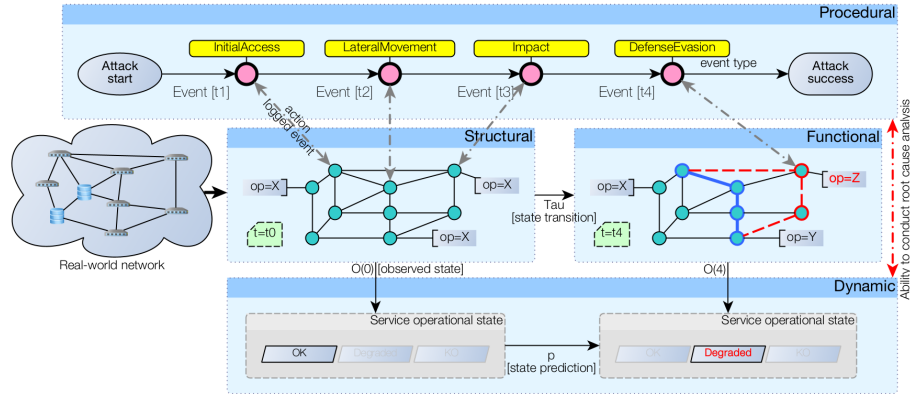 Procedural
InitialAccess
LateralMovement
Impact
DefenseEvasion
Attack
start
event type
Attack
success
Event [t1]
Event [t2]
Event [t3]
Event [t4]
action
logged event
Structural
Functional
op=X
op=X
op=X
t=t0
Tau
[state transition]
op=X
op=Z
op=Y
t=t4
Real-world network
Ability to conduct root cause analysis
O(0)
[observed state]
O(4)
Dynamic
Service operational state
OK
Degraded
KO
p
[state prediction]
Service operational state
OK
Degraded
KO